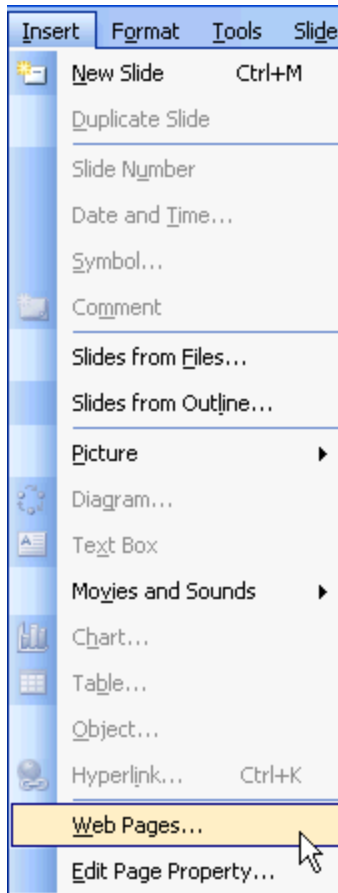 Insert Format Tools Slide
New Slide Ctrl+M
Duplicate Slide
Slide Number
Date and Time...
Symbol...
Comment
Slides from Files...
Slides from Outline...
Picture
Diagram...
Text Box
Movies and Sounds
Chart...
Table...
Object...
Hyperlink... Ctrl+K
Web Pages...
Edit Page Property...